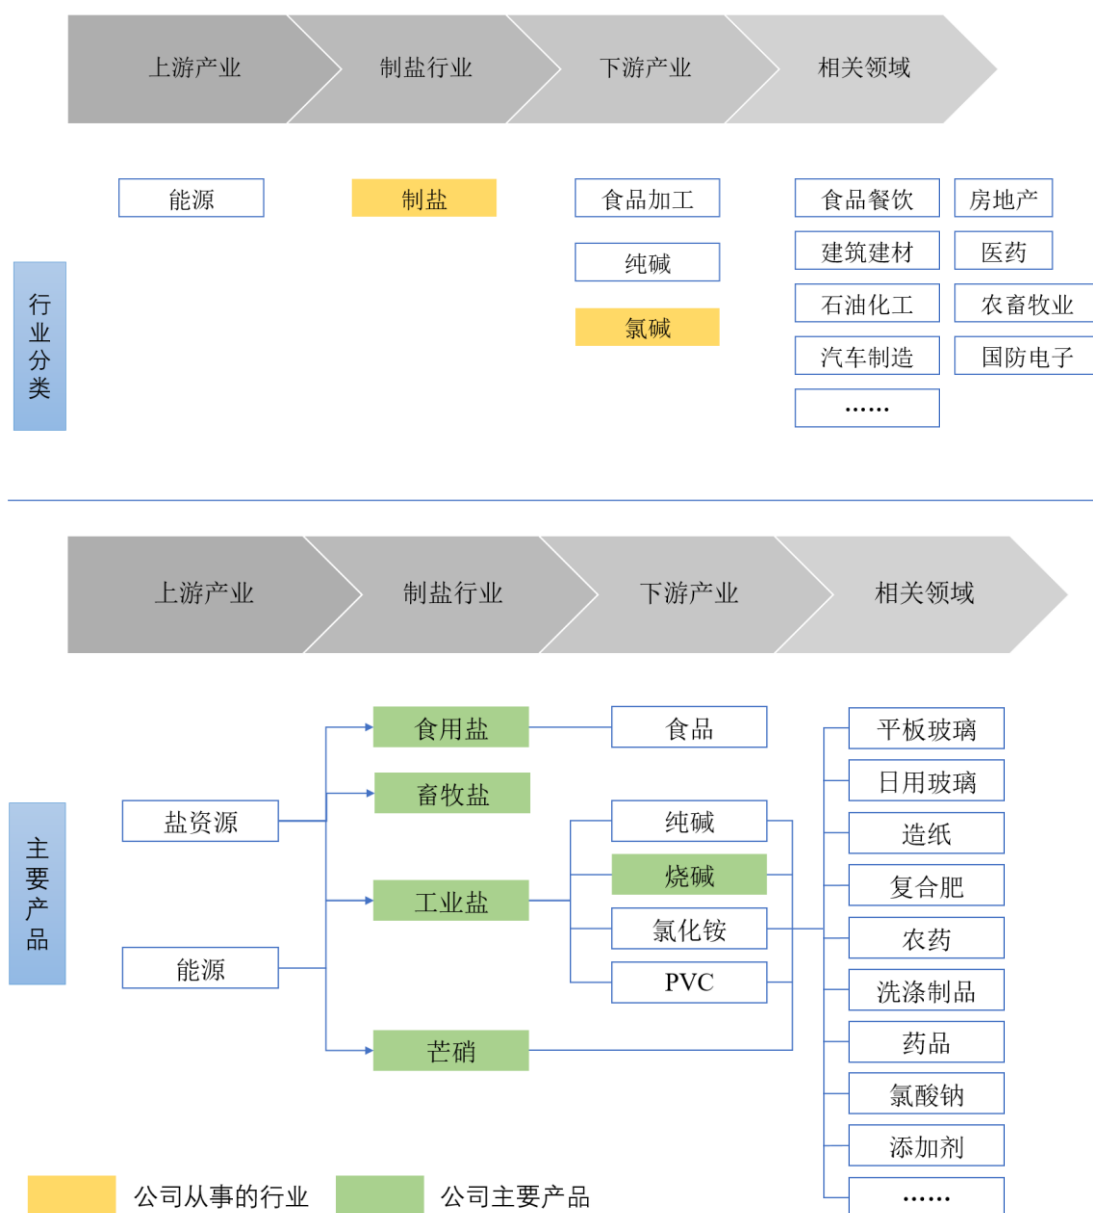 上游产业 制盐行业 下游产业 相关领域
能源 制盐 食品加工 食品餐饮 房地产
纯碱 建筑建材 医药
氯碱 石油化工 农畜牧业
汽车制造 国防电子
……
行业分类
上游产业 制盐行业 下游产业 相关领域
食用盐 食品 平板玻璃
畜牧盐 日用玻璃
盐资源 纯碱 造纸
烧碱 复合肥
工业盐 氯化铵 农药
能源 PVC 洗涤制品
芒硝 药品
氯酸钠
添加剂
……
主要产品
公司从事的行业 公司主要产品